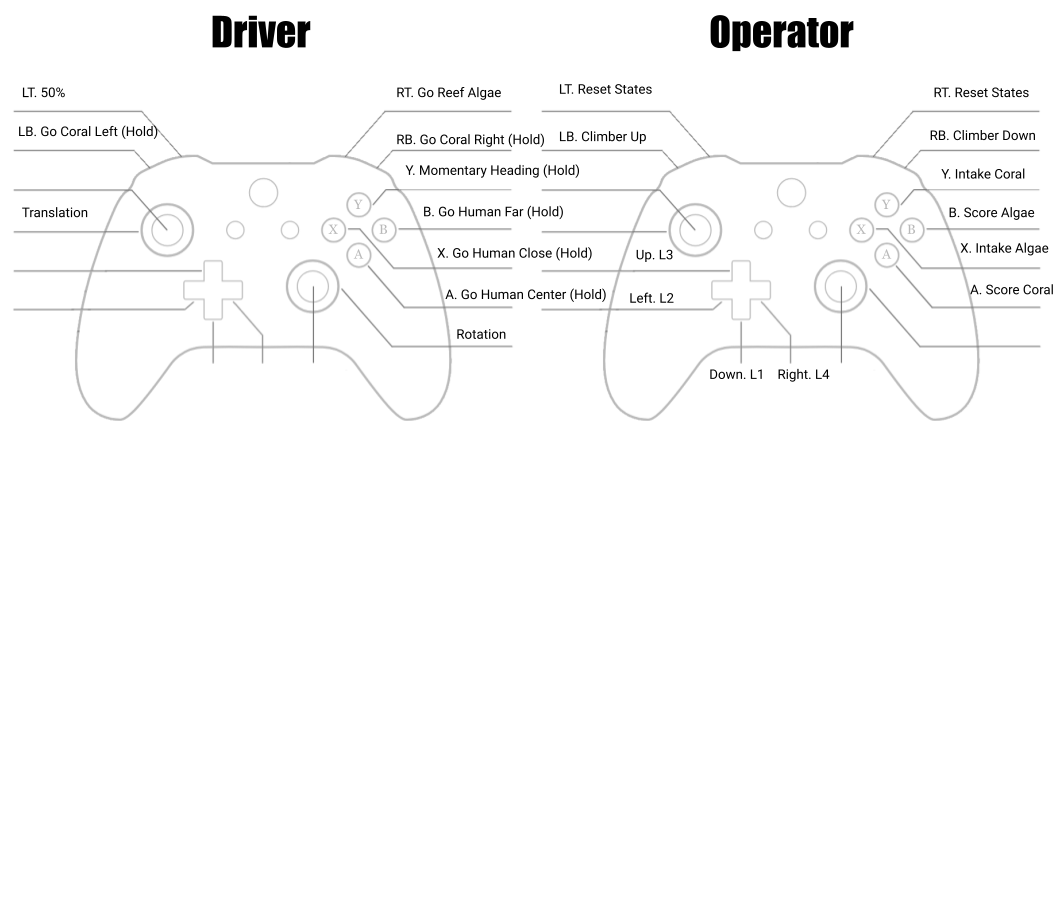 Driver
LT. 50%
RT. Go Reef Algae
LB. Go Coral Left (Hold)
RB. Go Coral Right (Hold)
Y. Momentary Heading (Hold)
Y
Translation
B. Go Human Far (Hold)
X
B
X. Go Human Close (Hold)
A
A. Go Human Center (Hold)
Rotation
Operator
LT. Reset States
RT. Reset States
LB. Climber Up
RB. Climber Down
Y. Intake Coral
Y
B. Score Algae
X
B
X. Intake Algae
Up. L3
A
A. Score Coral
Left. L2
Down. L1
Right. L4